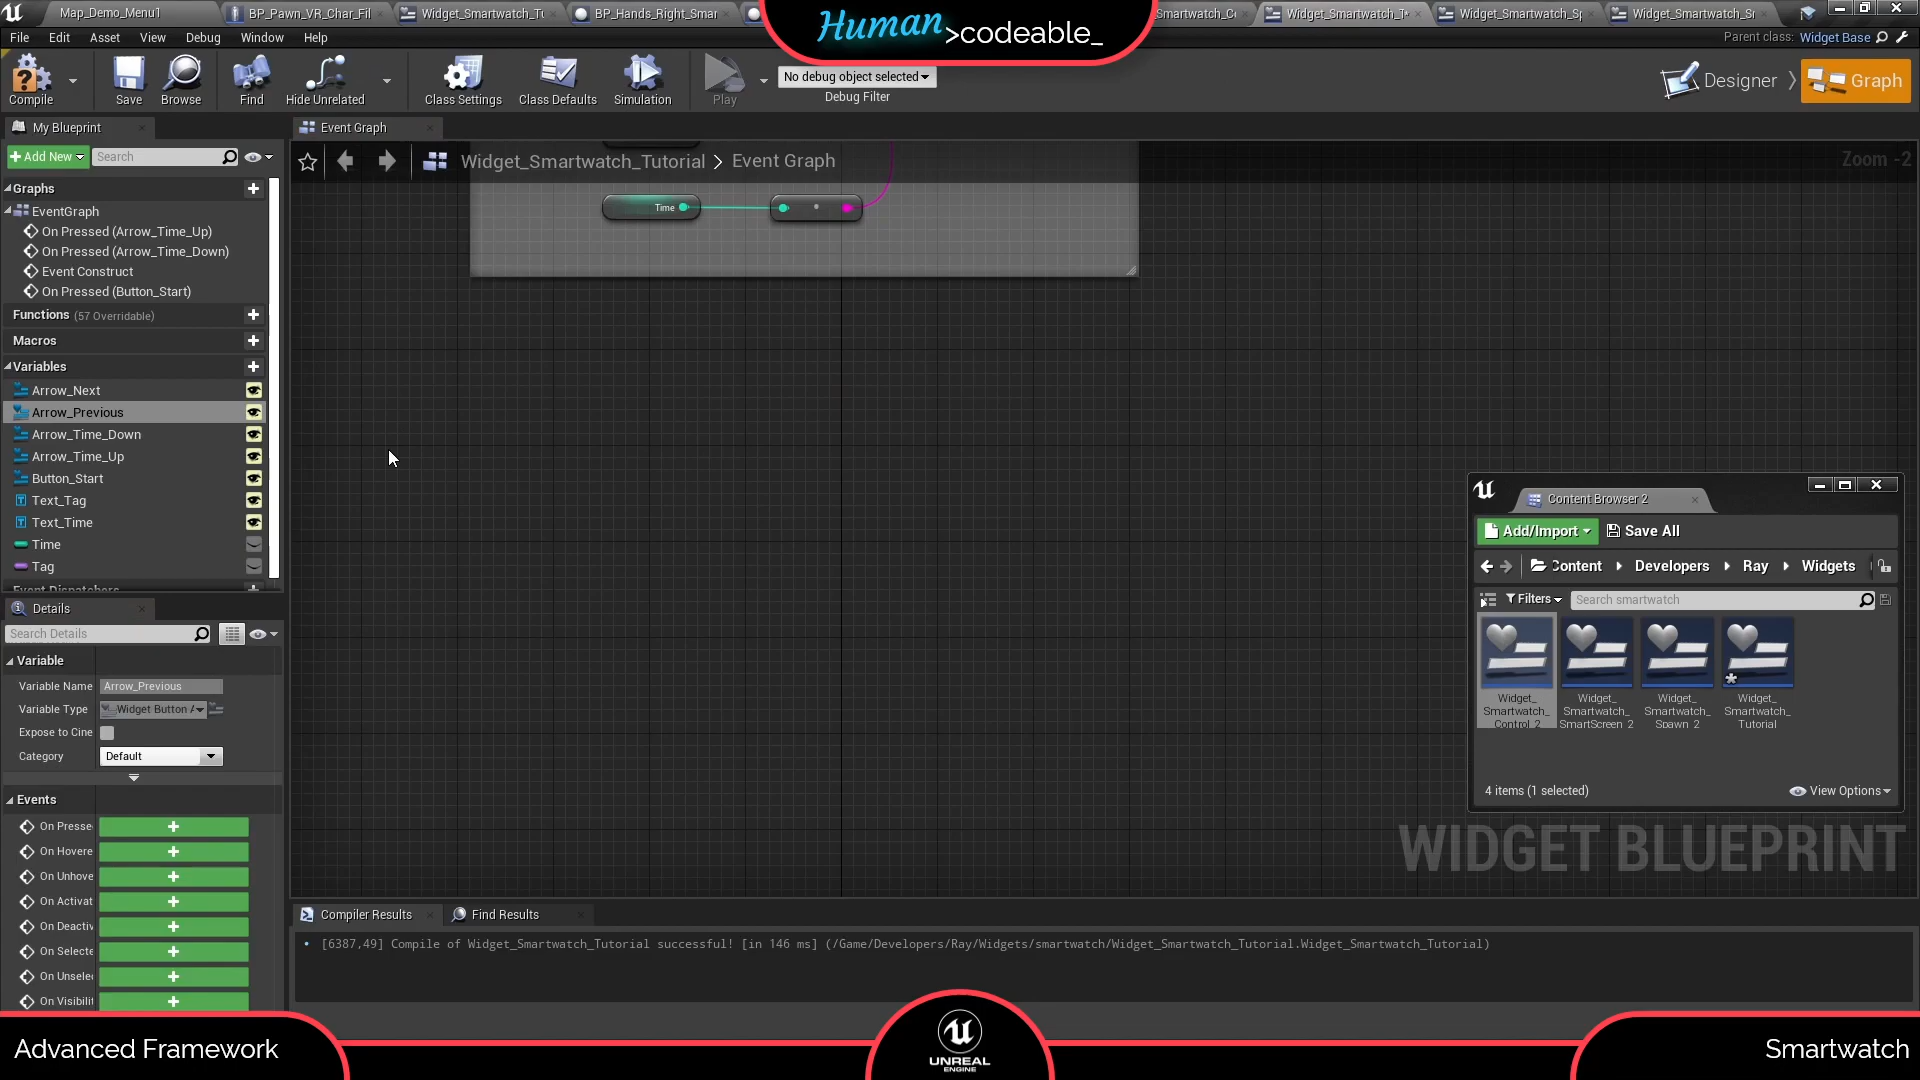 Map_Demo_Menu1
BP_Pawn_VR_Char_Fil
Widget_Smartwatch_Tu
BP_Hands_Right_Smar
Smartwatch_C
Widget_Smartwatch_T*
Widget_Smartwatch_Sp
Widget_Smartwatch_Sr
Human >codeable_
File Edit Asset View Debug Window Help
Parent class: Widget Base
Compile
Save
Browse
Find
Hide Unrelated
Class Settings
Class Defaults
Simulation
Play
No debug object selected
Debug Filter
Designer
Graph
My Blueprint
Event Graph
Add New
Search
Widget_Smartwatch_Tutorial > Event Graph
Zoom -2
Graphs
EventGraph
On Pressed (Arrow_Time_Up)
On Pressed (Arrow_Time_Down)
Event Construct
On Pressed (Button_Start)
Functions (57 Overridable)
Macros
Variables
Arrow_Next
Arrow_Previous
Arrow_Time_Down
Arrow_Time_Up
Button_Start
Text_Tag
Text_Time
Time
Tag
Event Dispatchers
Time
Details
Search Details
Variable
Variable Name Arrow_Previous
Variable Type Widget Button A
Expose to Cine
Category Default
Events
On Presse
On Hovere
On Unhove
On Activat
On Deactiv
On Selecte
On Unselec
On Visibilit
Content Browser 2
Add/Import Save All
Content Developers Ray Widgets
Filters Search smartwatch
Widget_
Smartwatch_
Control_2
Widget_
Smartwatch_
SmartScreen_2
Widget_
Smartwatch_
Spawn_2
Widget_
Smartwatch_
Tutorial
4 items (1 selected)
View Options
WIDGET BLUEPRINT
Compiler Results
Find Results
[6387,49] Compile of Widget_Smartwatch_Tutorial successful! [in 146 ms] (/Game/Developers/Ray/Widgets/smartwatch/Widget_Smartwatch_Tutorial.Widget_Smartwatch_Tutorial)
Advanced Framework
UNREAL
ENGINE
Smartwatch